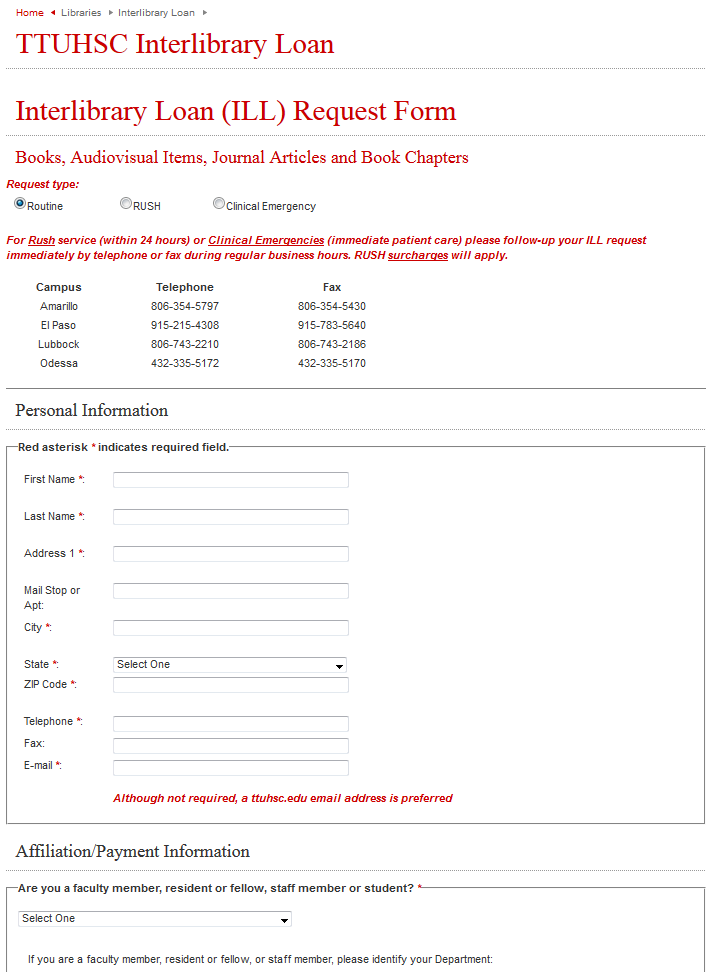 Home Libraries Interlibrary Loan
TTUHSC Interlibrary Loan
Interlibrary Loan (ILL) Request Form
Books, Audiovisual Items, Journal Articles and Book Chapters
Request type:
Routine RUSH Clinical Emergency
For Rush service (within 24 hours) or Clinical Emergencies (immediate patient care) please follow-up your ILL request
immediately by telephone or fax during regular business hours. RUSH surcharges will apply.
Campus Telephone Fax
Amarillo 806-354-5797 806-354-5430
El Paso 915-215-4308 915-783-5640
Lubbock 806-743-2210 806-743-2186
Odessa 432-335-5172 432-335-5170
Personal Information
Red asterisk * indicates required field.
First Name *:
Last Name *:
Address 1 *:
Mail Stop or
Apt:
City *:
State *: Select One
ZIP Code *:
Telephone *:
Fax:
E-mail *:
Although not required, a ttuhsc.edu email address is preferred
Affiliation/Payment Information
Are you a faculty member, resident or fellow, staff member or student? *
Select One
If you are a faculty member, resident or fellow, or staff member, please identify your Department: